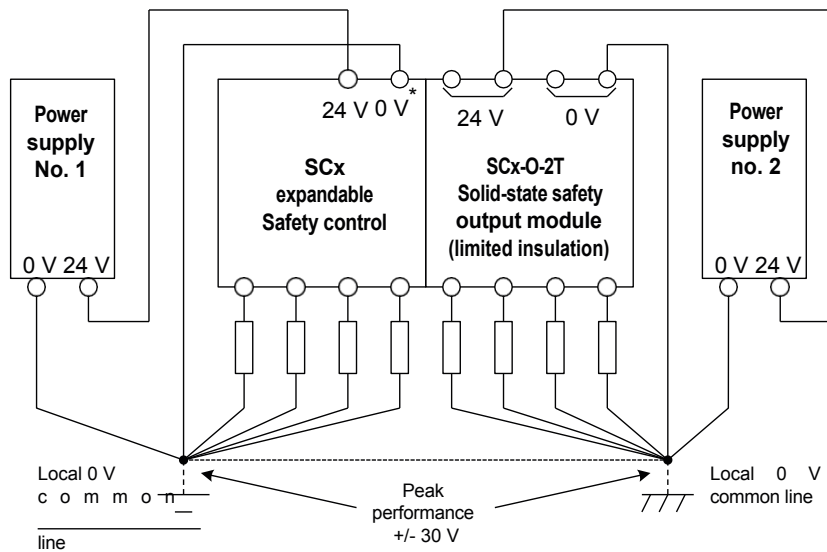 Power
supply
No. 1
0 V 24 V
24 V 0 V*
SCx
expandable
Safety control
24 V
0 V
SCx-O-2T
Solid-state safety
output module
(limited insulation)
Power
supply
no. 2
0 V 24 V
Local 0 V
c o m m o n
line
Peak
performance
+/- 30 V
Local 0 V
common line